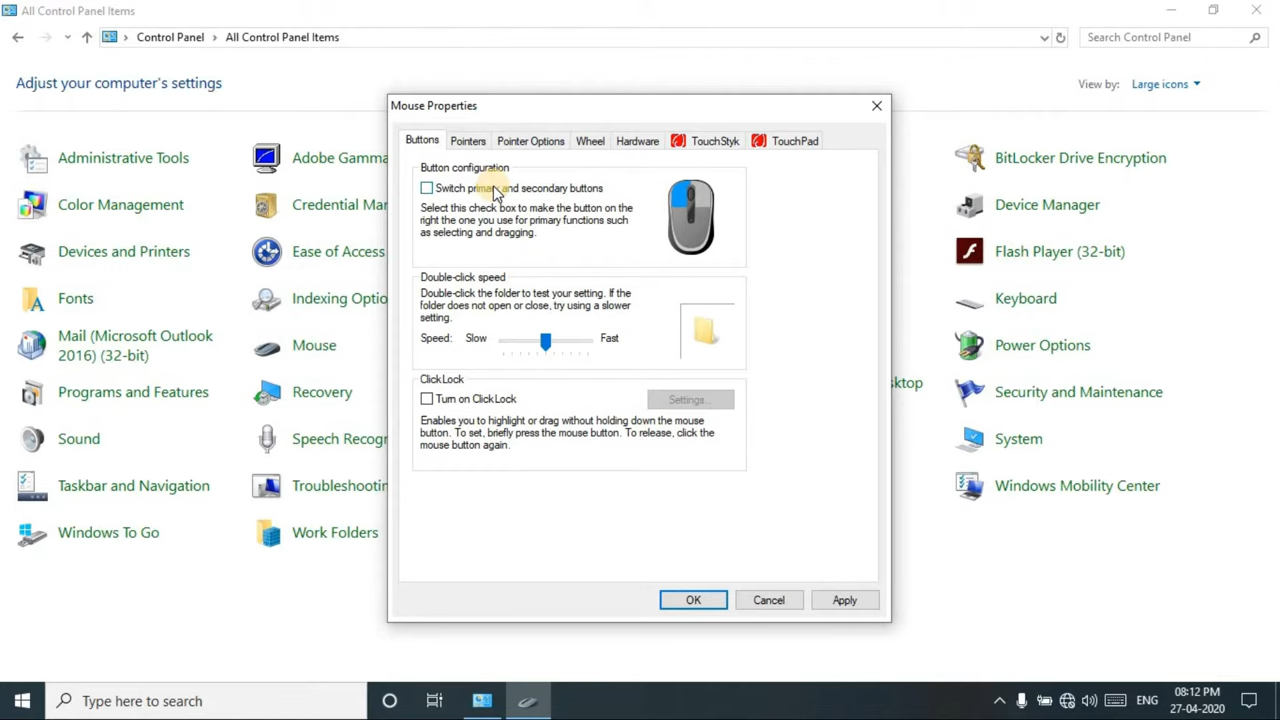 All Control Panel Items
Control Panel
All Control Panel Items
Search Control Panel
Adjust your computer's settings
View by:
Large icons
Administrative Tools
Adobe Gamma
BitLocker Drive Encryption
Color Management
Credential
Device Manager
Devices and Printers
Ease of Access
Flash Player (32-bit)
Fonts
Indexing
Keyboard
Mail (Microsoft Outlook
2016) (32-bit)
Mouse
Power Options
Programs and Features
Recovery
Security and Maintenance
Sound
Speech
System
Taskbar and Navigation
Windows Mobility Center
Windows To Go
Work Folders
Mouse Properties
Buttons
Pointers
Pointer Options
Wheel
Hardware
TouchStyk
TouchPad
Button configuration
Switch primary and secondary buttons
Select this check box to make the button on the
right the one you use for primary functions such
as selecting and dragging.
Double-click speed
Double-click the folder to test your setting. If the
folder does not open or close, try using a slower
setting.
Speed:
Slow
Fast
ClickLock
Turn on ClickLock
Settings...
Enables you to highlight or drag without holding down the mouse
button. To set, briefly press the mouse button. To release, click the
mouse button again.
OK
Cancel
Apply
Type here to search
ENG
08:12 PM
27-04-2020